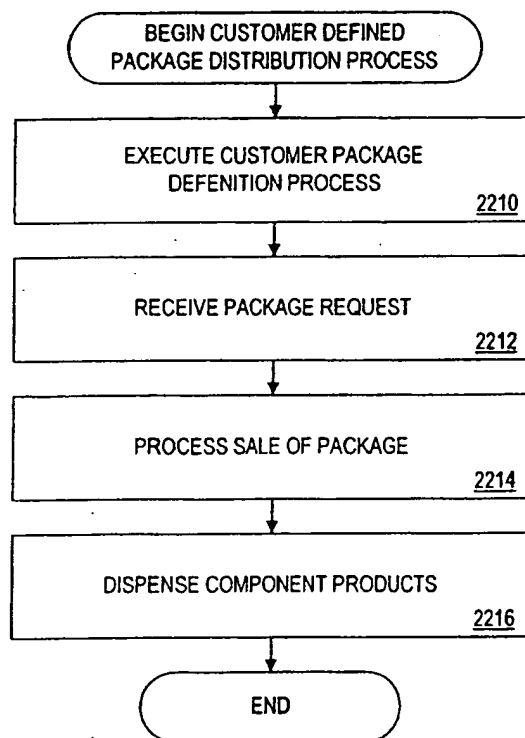 BEGIN CUSTOMER DEFINED
PACKAGE DISTRIBUTION PROCESS
EXECUTE CUSTOMER PACKAGE
DEFENITION PROCESS
2210
RECEIVE PACKAGE REQUEST
2212
PROCESS SALE OF PACKAGE
2214
DISPENSE COMPONENT PRODUCTS
2216
END